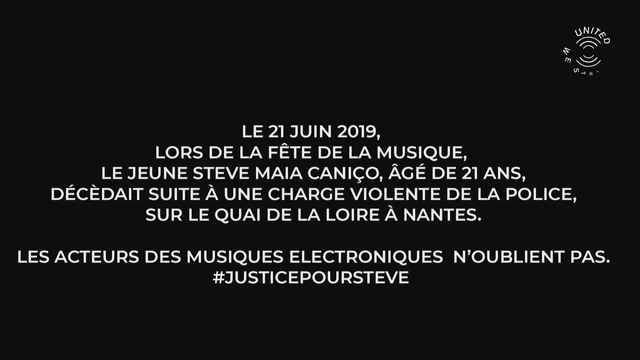 UNITED
WE
LE 21 JUIN 2019,
LORS DE LA FÊTE DE LA MUSIQUE,
LE JEUNE STEVE MAIA CANIÇO, ÂGÉ DE 21 ANS,
DÉCÈDAIT SUITE À UNE CHARGE VIOLENTE DE LA POLICE,
SUR LE QUAI DE LA LOIRE À NANTES.
LES ACTEURS DES MUSIQUES ELECTRONIQUES N'OUBLIENT PAS.
#JUSTICEPOURSTEVE